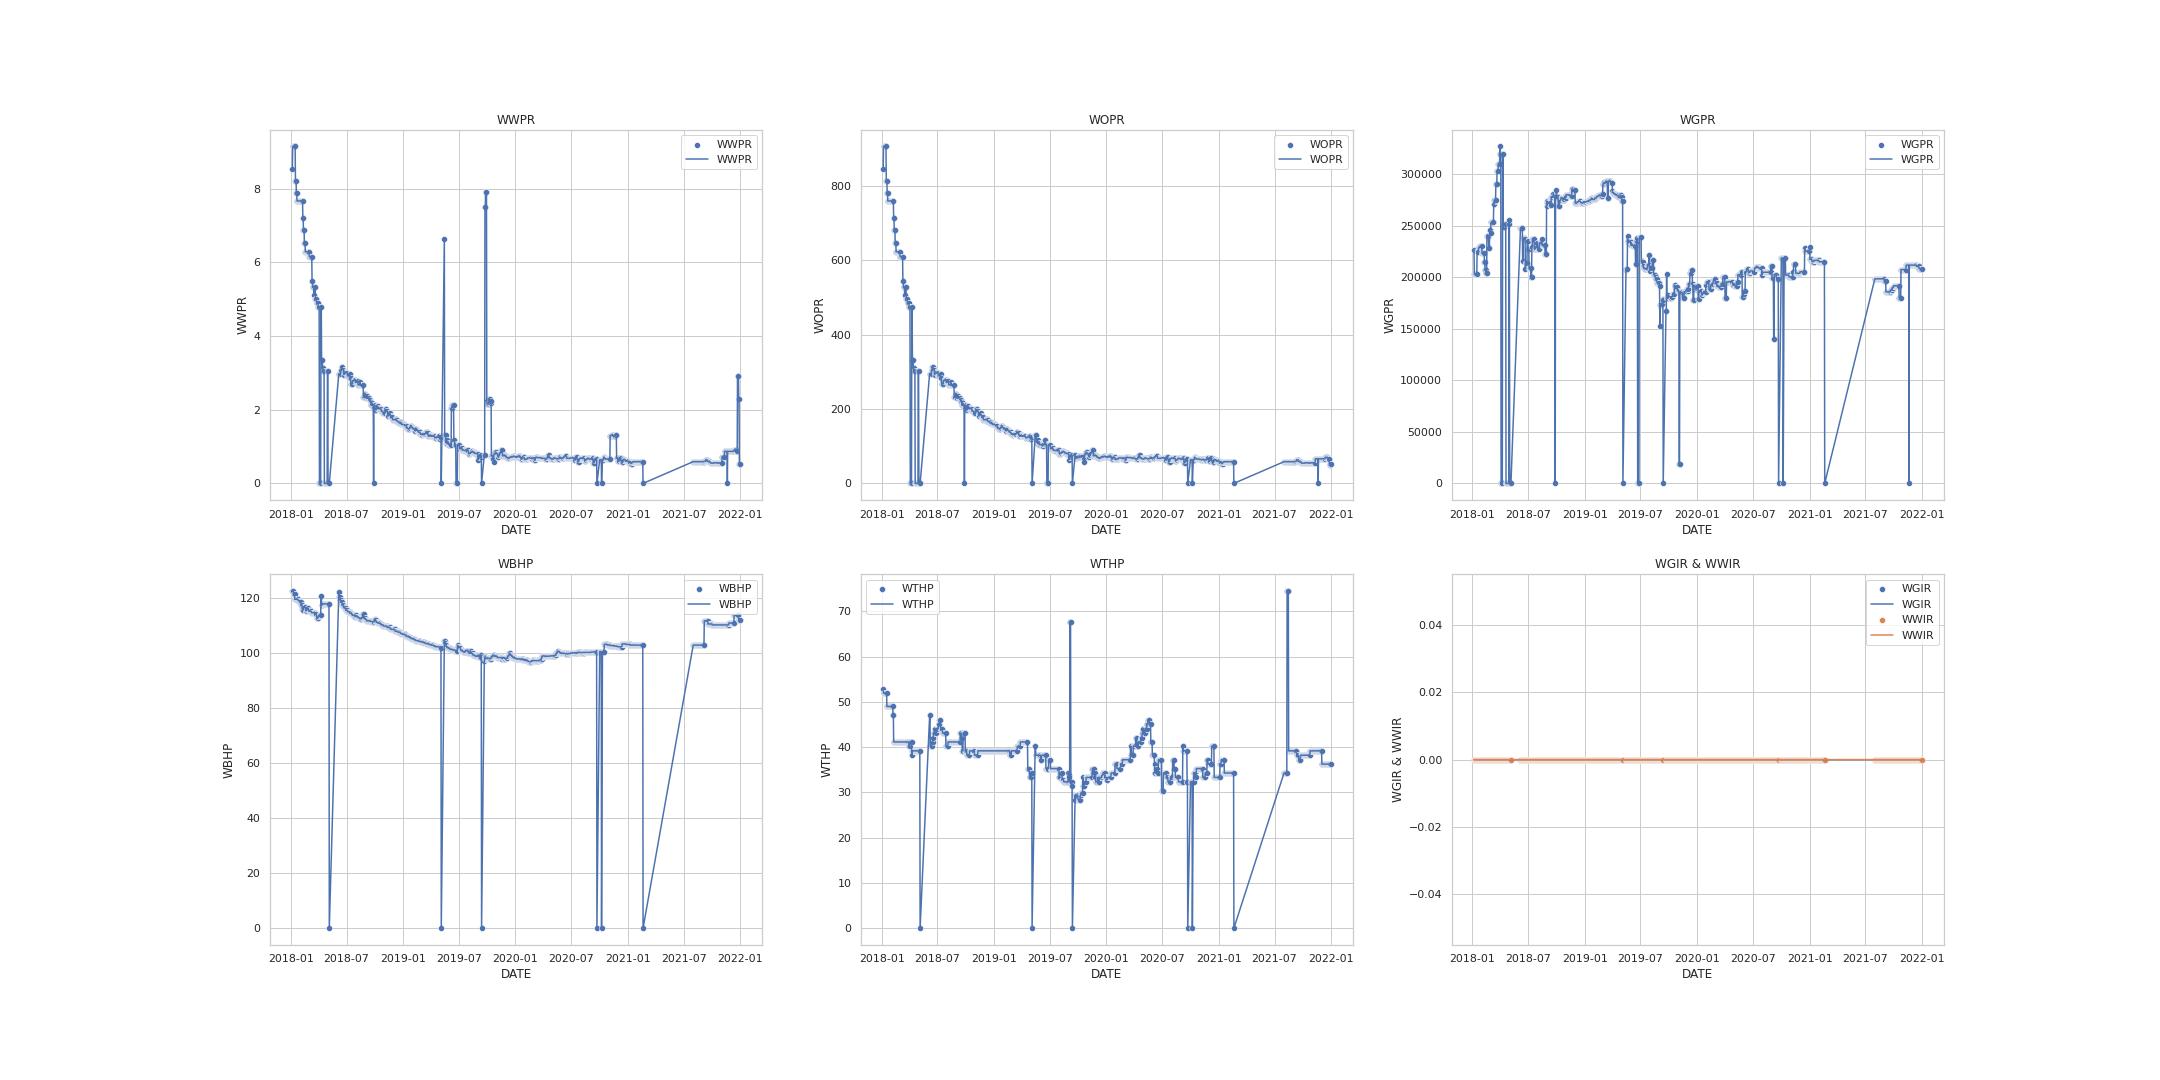 WWPR
WWPR
WWPR
8
6
4
2
0
WWPR
2018-01 2018-07 2019-01 2019-07 2020-01 2020-07 2021-01 2021-07 2022-01
DATE
WOPR
WOPR
WOPR
800
600
400
200
0
WOPR
2018-01 2018-07 2019-01 2019-07 2020-01 2020-07 2021-01 2021-07 2022-01
DATE
WGPR
WGPR
WGPR
300000
250000
200000
150000
100000
50000
0
WGPR
2018-01 2018-07 2019-01 2019-07 2020-01 2020-07 2021-01 2021-07 2022-01
DATE
WBHP
WBHP
WBHP
120
100
80
60
40
20
0
WBHP
2018-01 2018-07 2019-01 2019-07 2020-01 2020-07 2021-01 2021-07 2022-01
DATE
WTHP
WTHP
WTHP
70
60
50
40
30
20
10
0
WTHP
2018-01 2018-07 2019-01 2019-07 2020-01 2020-07 2021-01 2021-07 2022-01
DATE
WGIR & WWIR
WGIR
WGIR
WWIR
WWIR
0.04
0.02
0.00
−0.02
−0.04
WGIR & WWIR
2018-01 2018-07 2019-01 2019-07 2020-01 2020-07 2021-01 2021-07 2022-01
DATE